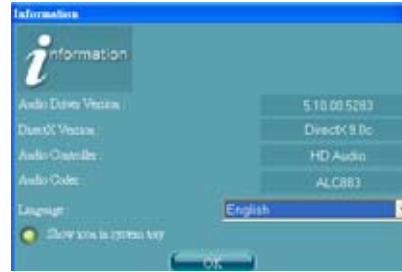 Information
information
Audio Driver Version : 5.10.00.5283
DirectX Version : DirectX 9.0c
Audio Controller : HD Audio
Audio Codec : ALC883
Language : English
Show icon in system tray
OK